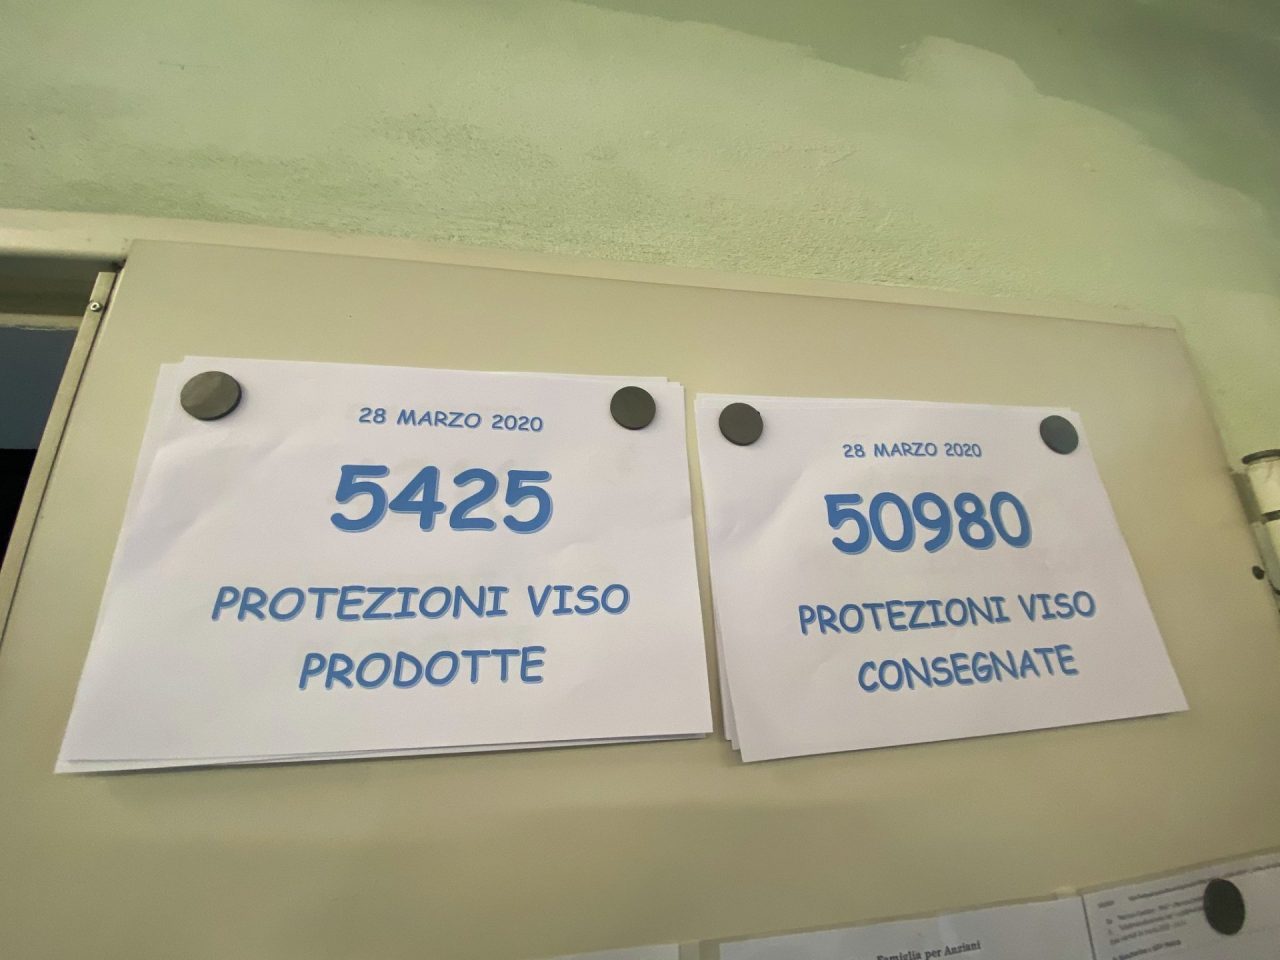 28 MARZO 2020
5425
PROTEZIONI VISO
PRODOTTE
28 MARZO 2020
50980
PROTEZIONI VISO
CONSEGNATE
Famiglia per Anziani